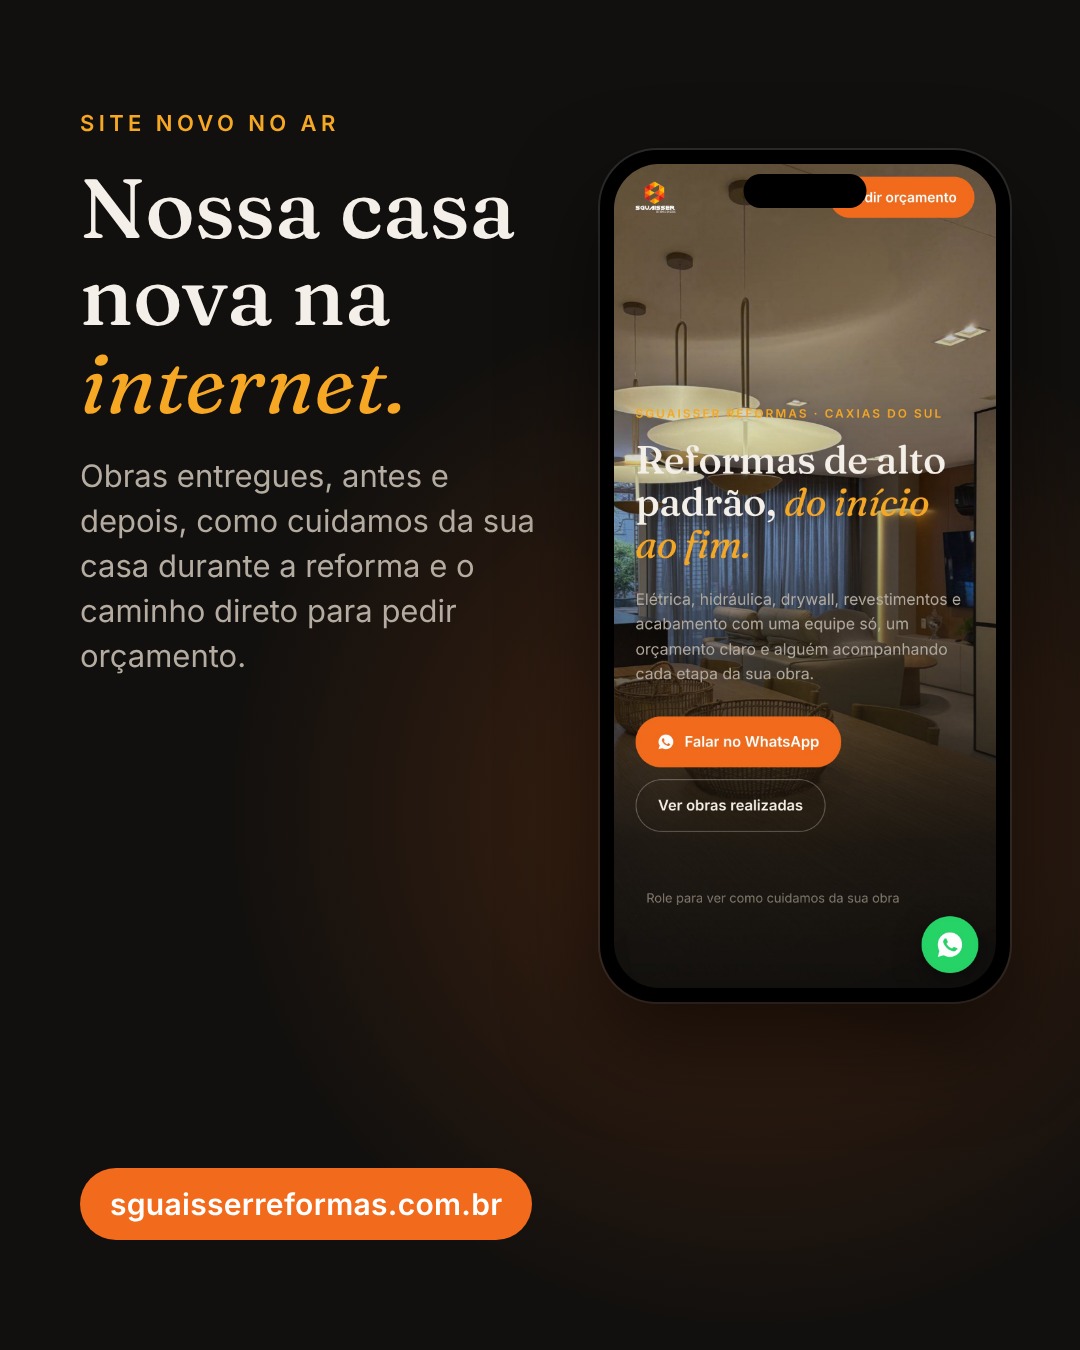 SITE NOVO NO AR
Nossa casa
nova na
internet.
Obras entregues, antes e
depois, como cuidamos da sua
casa durante a reforma e o
caminho direto para pedir
orçamento.
SGUAISSER
dir orçamento
SGUAISSER REFORMAS · CAXIAS DO SUL
Reformas de alto
padrão, do início
ao fim.
Elétrica, hidráulica, drywall, revestimentos e
acabamento com uma equipe só, um
orçamento claro e alguém acompanhando
cada etapa da sua obra.
Falar no WhatsApp
Ver obras realizadas
Role para ver como cuidamos da sua obra
sguaisserreformas.com.br